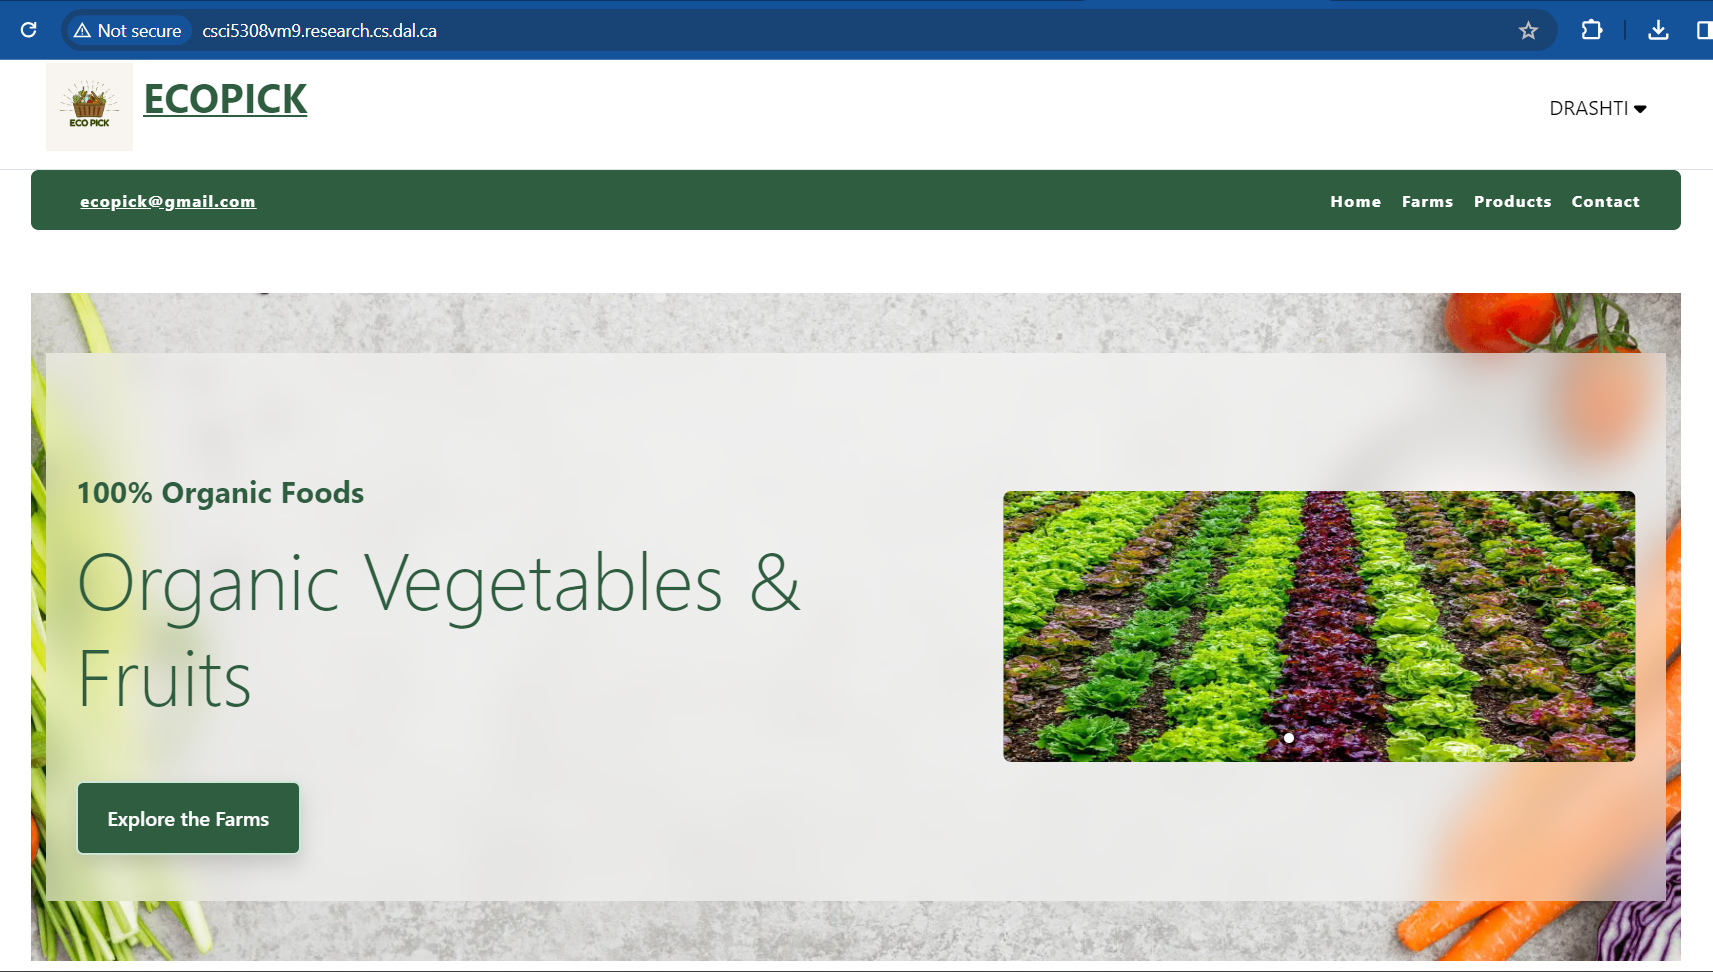 Not secure csci5308vm9.research.cs.dal.ca
ECO PICK
ECOPICK
DRASHTI
ecopick@gmail.com
Home Farms Products Contact
100% Organic Foods
Organic Vegetables &
Fruits
Explore the Farms